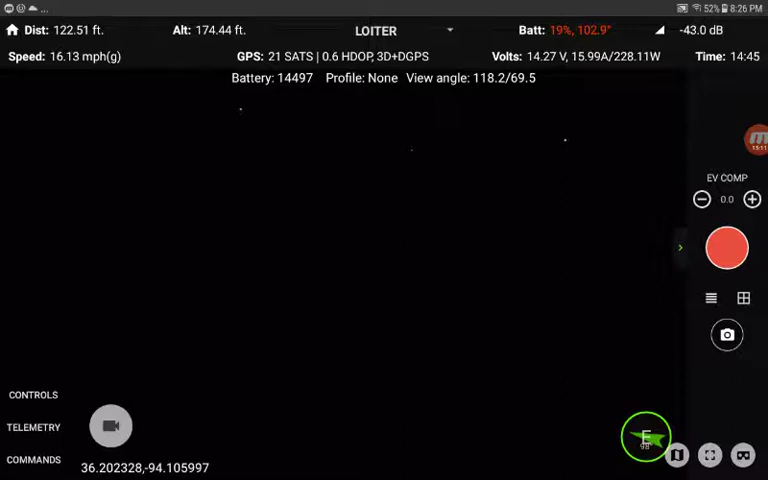 ... 52% 8:26 PM
Dist: 122.51 ft. Alt: 174.44 ft. LOITER Batt: 19%, 102.9° -43.0 dB
Speed: 16.13 mph(g) GPS: 21 SATS | 0.6 HDOP, 3D+DGPS Volts: 14.27 V, 15.99A/228.11W Time: 14:45
Battery: 14497 Profile: None View angle: 118.2/69.5
15:11
EV COMP
0.0
CONTROLS
TELEMETRY
COMMANDS
E
36.202328,-94.105997